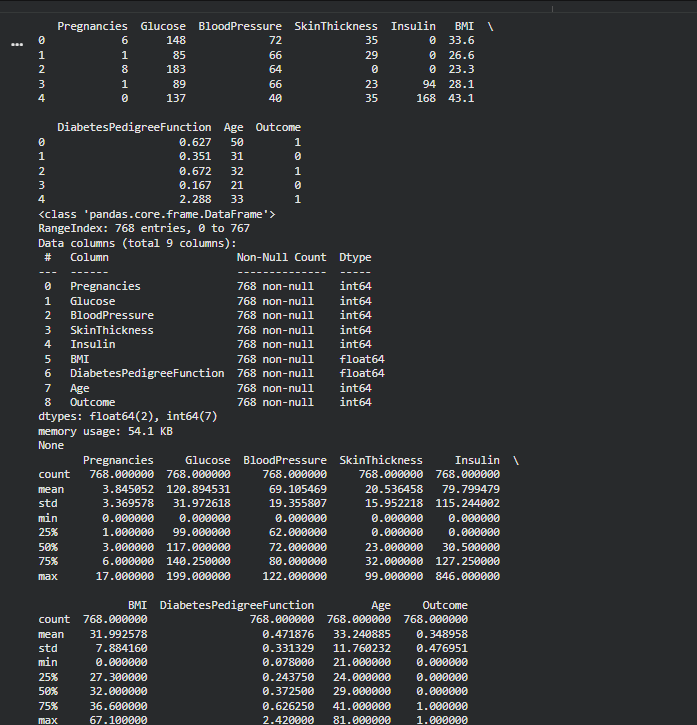 Pregnancies  Glucose  BloodPressure  SkinThickness  Insulin   BMI  \
0            6      148             72             35        0  33.6
1            1       85             66             29        0  26.6
2            8      183             64              0        0  23.3
3            1       89             66             23       94  28.1
4            0      137             40             35      168  43.1
DiabetesPedigreeFunction  Age  Outcome
0                     0.627   50        1
1                     0.351   31        0
2                     0.672   32        1
3                     0.167   21        0
4                     2.288   33        1
<class 'pandas.core.frame.DataFrame'>
RangeIndex: 768 entries, 0 to 767
Data columns (total 9 columns):
 #   Column                    Non-Null Count  Dtype
---  ------                    --------------  -----
 0   Pregnancies               768 non-null    int64
 1   Glucose                   768 non-null    int64
 2   BloodPressure             768 non-null    int64
 3   SkinThickness             768 non-null    int64
 4   Insulin                   768 non-null    int64
 5   BMI                       768 non-null    float64
 6   DiabetesPedigreeFunction  768 non-null    float64
 7   Age                       768 non-null    int64
 8   Outcome                   768 non-null    int64
dtypes: float64(2), int64(7)
memory usage: 54.1 KB
None
Pregnancies     Glucose  BloodPressure  SkinThickness     Insulin  \
count   768.000000  768.000000     768.000000     768.000000  768.000000
mean      3.845052  120.894531      69.105469      20.536458   79.799479
std       3.369578   31.972618      19.355807      15.952218  115.244002
min       0.000000    0.000000       0.000000       0.000000    0.000000
25%       1.000000   99.000000      62.000000       0.000000    0.000000
50%       3.000000  117.000000      72.000000      23.000000   30.500000
75%       6.000000  140.250000      80.000000      32.000000  127.250000
max      17.000000  199.000000     122.000000      99.000000  846.000000
BMI  DiabetesPedigreeFunction         Age     Outcome
count  768.000000                768.000000  768.000000  768.000000
mean    31.992578                  0.471876   33.240885    0.348958
std      7.884160                  0.331329   11.760232    0.476951
min      0.000000                  0.078000   21.000000    0.000000
25%     27.300000                  0.243750   24.000000    0.000000
50%     32.000000                  0.372500   29.000000    0.000000
75%     36.600000                  0.626250   41.000000    1.000000
max     67.100000                  2.420000   81.000000    1.000000